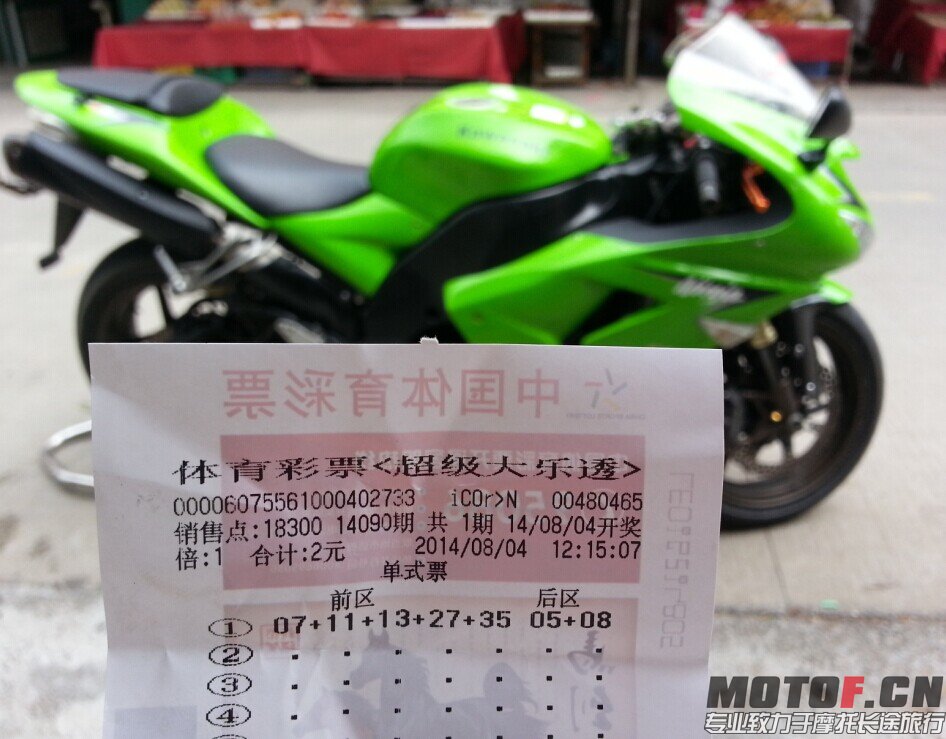 Ninja
中国体育彩票
体育彩票<超级大乐透>
00006075561000402733 iC0r>N 00480465
销售点:18300 14090期 共 1期 14/08/04开奖
倍:1 合计:2元 2014/08/04 12:15:07
单式票
前区 后区
① 07+11+13+27+35 05+08
②
③
④
MOTOF.CN
专业致力于摩托长途旅行